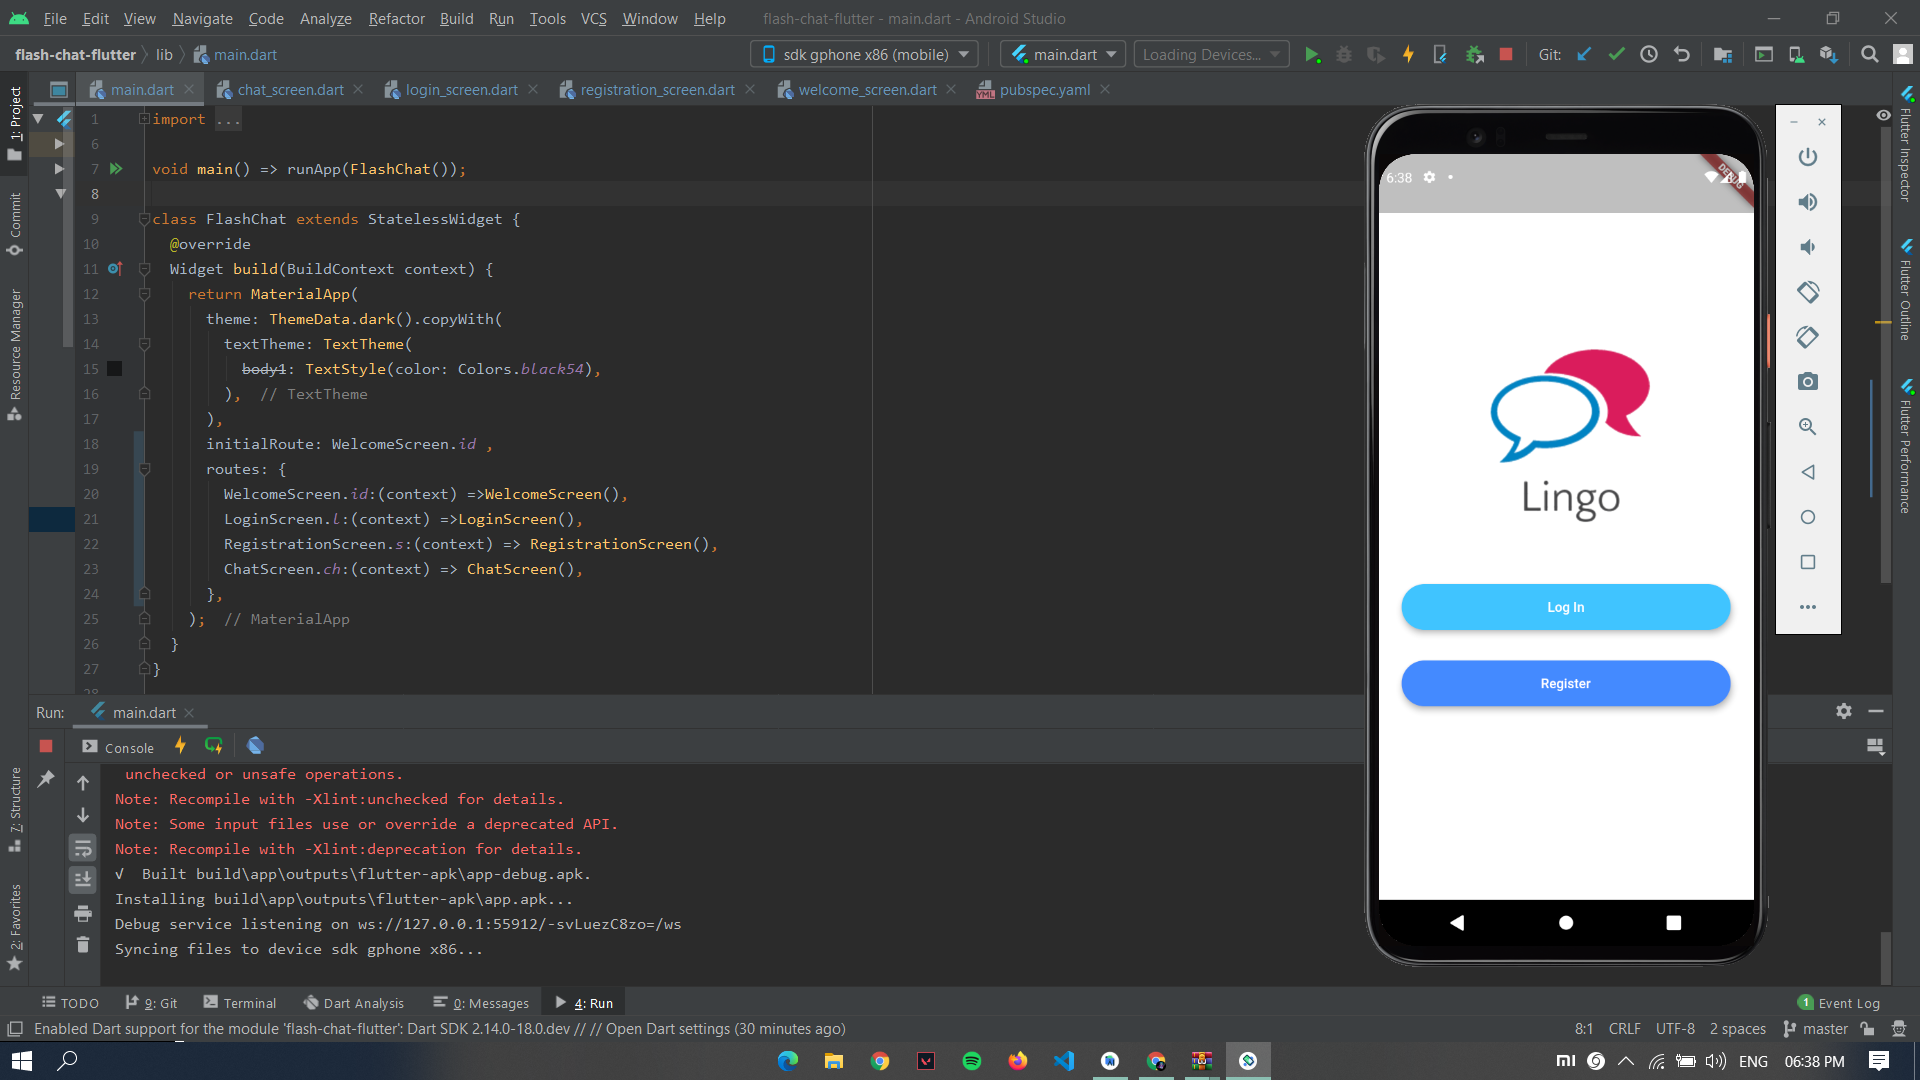 File Edit View Navigate Code Analyze Refactor Build Run Tools VCS Window Help flash-chat-flutter - main.dart - Android Studio
flash-chat-flutter lib main.dart sdk gphone x86 (mobile) main.dart Loading Devices... Git:
main.dart chat_screen.dart login_screen.dart registration_screen.dart welcome_screen.dart pubspec.yaml
1: Project
Commit
Resource Manager
7: Structure
2: Favorites
1 import ...
6
7 void main() => runApp(FlashChat());
8
9 class FlashChat extends StatelessWidget {
10 @override
11 Widget build(BuildContext context) {
12 return MaterialApp(
13 theme: ThemeData.dark().copyWith(
14 textTheme: TextTheme(
15 body1: TextStyle(color: Colors.black54),
16 ), // TextTheme
17 ),
18 initialRoute: WelcomeScreen.id ,
19 routes: {
20 WelcomeScreen.id:(context) =>WelcomeScreen(),
21 LoginScreen.l:(context) =>LoginScreen(),
22 RegistrationScreen.s:(context) => RegistrationScreen(),
23 ChatScreen.ch:(context) => ChatScreen(),
24 },
25 ); // MaterialApp
26 }
27 }
28
6:38
DEBUG
Lingo
Log In
Register
Flutter Inspector
Flutter Outline
Flutter Performance
Run: main.dart
Console
unchecked or unsafe operations.
Note: Recompile with -Xlint:unchecked for details.
Note: Some input files use or override a deprecated API.
Note: Recompile with -Xlint:deprecation for details.
√ Built build\app\outputs\flutter-apk\app-debug.apk.
Installing build\app\outputs\flutter-apk\app.apk...
Debug service listening on ws://127.0.0.1:55912/-svLuezC8zo=/ws
Syncing files to device sdk gphone x86...
TODO 9: Git Terminal Dart Analysis 0: Messages 4: Run 1 Event Log
Enabled Dart support for the module 'flash-chat-flutter': Dart SDK 2.14.0-18.0.dev // // Open Dart settings (30 minutes ago) 8:1 CRLF UTF-8 2 spaces master
ENG 06:38 PM